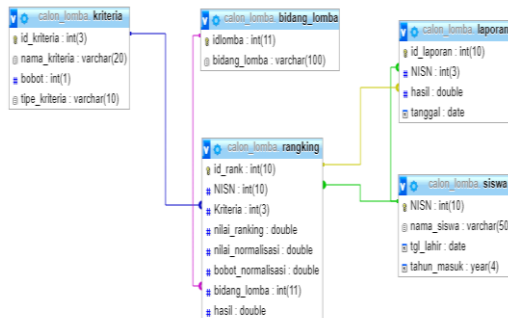 calon_lomba kriteria
id_kriteria : int(3)
nama_kriteria : varchar(20)
bobot : int(1)
tipe_kriteria : varchar(10)
calon_lomba bidang_lomba
idlomba : int(11)
bidang_lomba : varchar(100)
calon_lomba laporan
id_laporan : int(10)
NISN : int(3)
hasil : double
tanggal : date
calon_lomba rangking
id_rank : int(10)
NISN : int(10)
Kriteria : int(3)
nilai_ranking : double
nilai_normalisasi : double
bobot_normalisasi : double
bidang_lomba : int(11)
hasil : double
calon_lomba siswa
NISN : int(10)
nama_siswa : varchar(50
tgl_lahir : date
tahun_masuk : year(4)